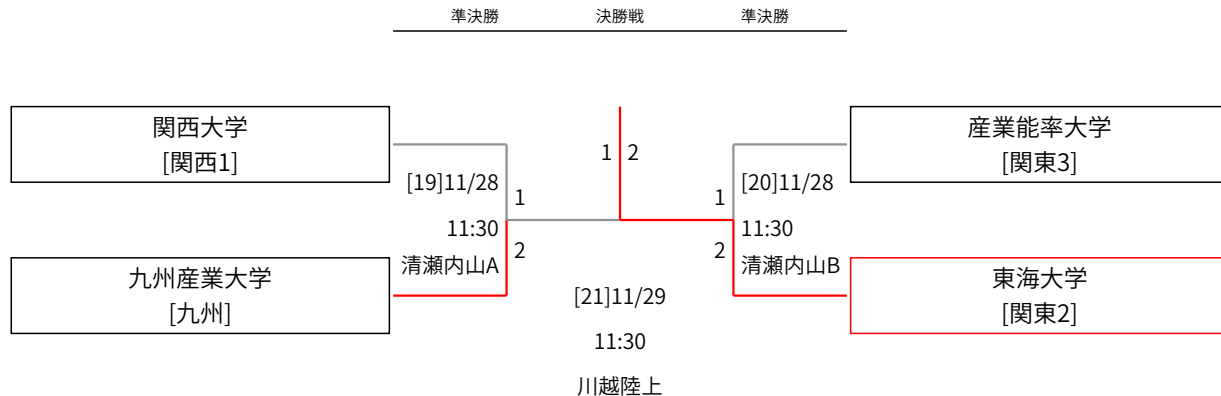 準決勝
決勝戦
準決勝
関西大学
[関西1]
産業能率大学
[関東3]
1
2
[19]11/28
11:30
清瀬内山A
1
2
1
2
[20]11/28
11:30
清瀬内山B
九州産業大学
[九州]
東海大学
[関東2]
[21]11/29
11:30
川越陸上